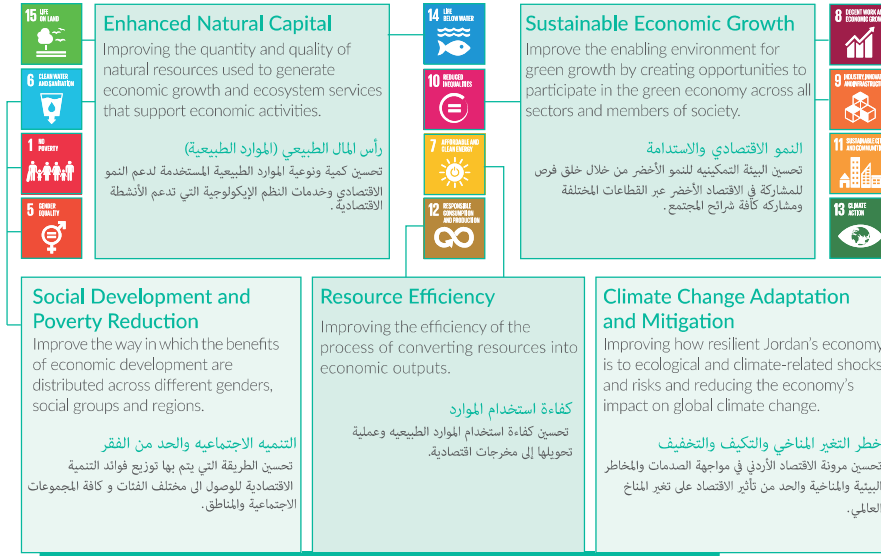 15 LIFE
ON LAND
6 CLEAN WATER
AND SANITATION
1 NO
POVERTY
5 GENDER
EQUALITY
Enhanced Natural Capital
Improving the quantity and quality of
natural resources used to generate
economic growth and ecosystem services
that support economic activities.
رأس المال الطبيعي (الموارد الطبيعية)
تحسين كمية ونوعية الموارد الطبيعية المستخدمة لدعم النمو
الاقتصادي وخدمات النظم الإيكولوجية التي تدعم الأنشطة
الاقتصادية.
14 LIFE
BELOW WATER
10 REDUCED
INEQUALITIES
7 AFFORDABLE AND
CLEAN ENERGY
12 RESPONSIBLE
CONSUMPTION
AND PRODUCTION
Sustainable Economic Growth
Improve the enabling environment for
green growth by creating opportunities to
participate in the green economy across all
sectors and members of society.
النمو الاقتصادي والاستدامة
تحسين البيئة التمكينيه للنمو الأخضر من خلال خلق فرص
للمشاركة في الاقتصاد الأخضر عبر القطاعات المختلفة
ومشاركه كافة شرائح المجتمع.
8 DECENT WORK AND
ECONOMIC GROW
9 INDUSTRY, INNOVA
AND INFRASTRUCT
11 SUSTAINABLE CIT
AND COMMUNIT
13 CLIMATE
ACTION
Social Development and
Poverty Reduction
Improve the way in which the benefits
of economic development are
distributed across different genders,
social groups and regions.
التنميه الاجتماعيه والحد من الفقر
تحسين الطريقة التي يتم بها توزيع فوائد التنمية
الاقتصادية للوصول الى مختلف الفئات و كافة المجموعات
الاجتماعية والمناطق.
Resource Efficiency
Improving the efficiency of the
process of converting resources into
economic outputs.
كفاءة استخدام الموارد
تحسين كفاءة استخدام الموارد الطبيعيه وعملية
تحويلها إلى مخرجات اقتصادية.
Climate Change Adaptation
and Mitigation
Improving how resilient Jordan's economy
is to ecological and climate-related shocks
and risks and reducing the economy's
impact on global climate change.
خطر التغير المناخي والتكيف والتخفيف
تحسين مرونة الاقتصاد الأردني في مواجهة الصدمات والمخاطر
البيئية والمناخية والحد من تأثير الاقتصاد على تغير المناخ
العالمي.